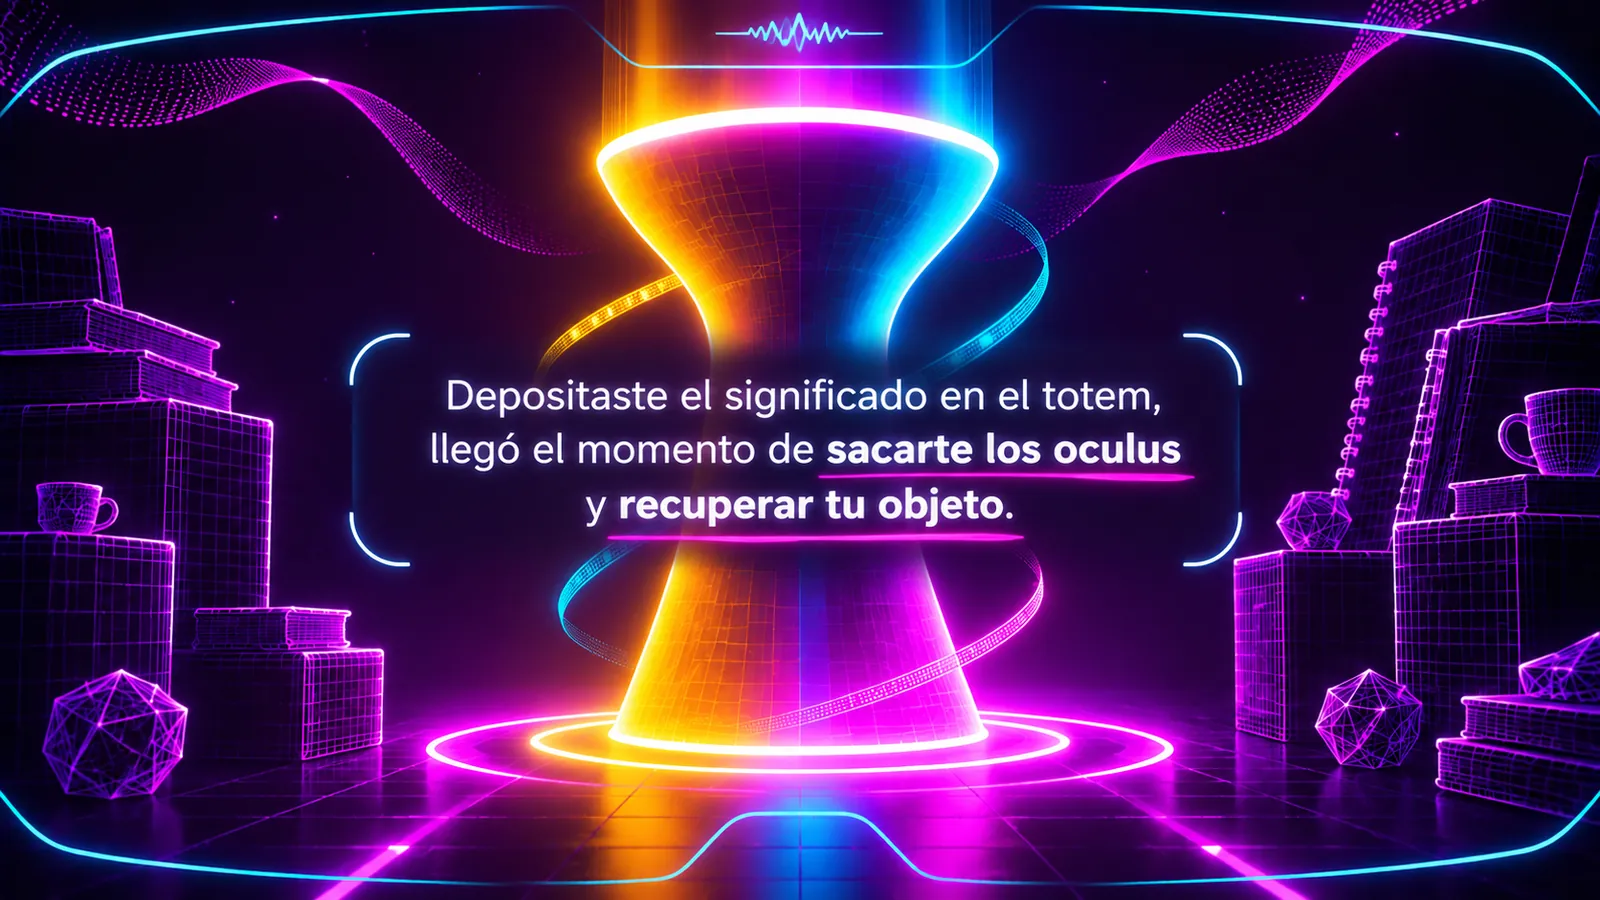 Depositaste el significado en el totem,
llegó el momento de sacarte los oculus
y recuperar tu objeto.